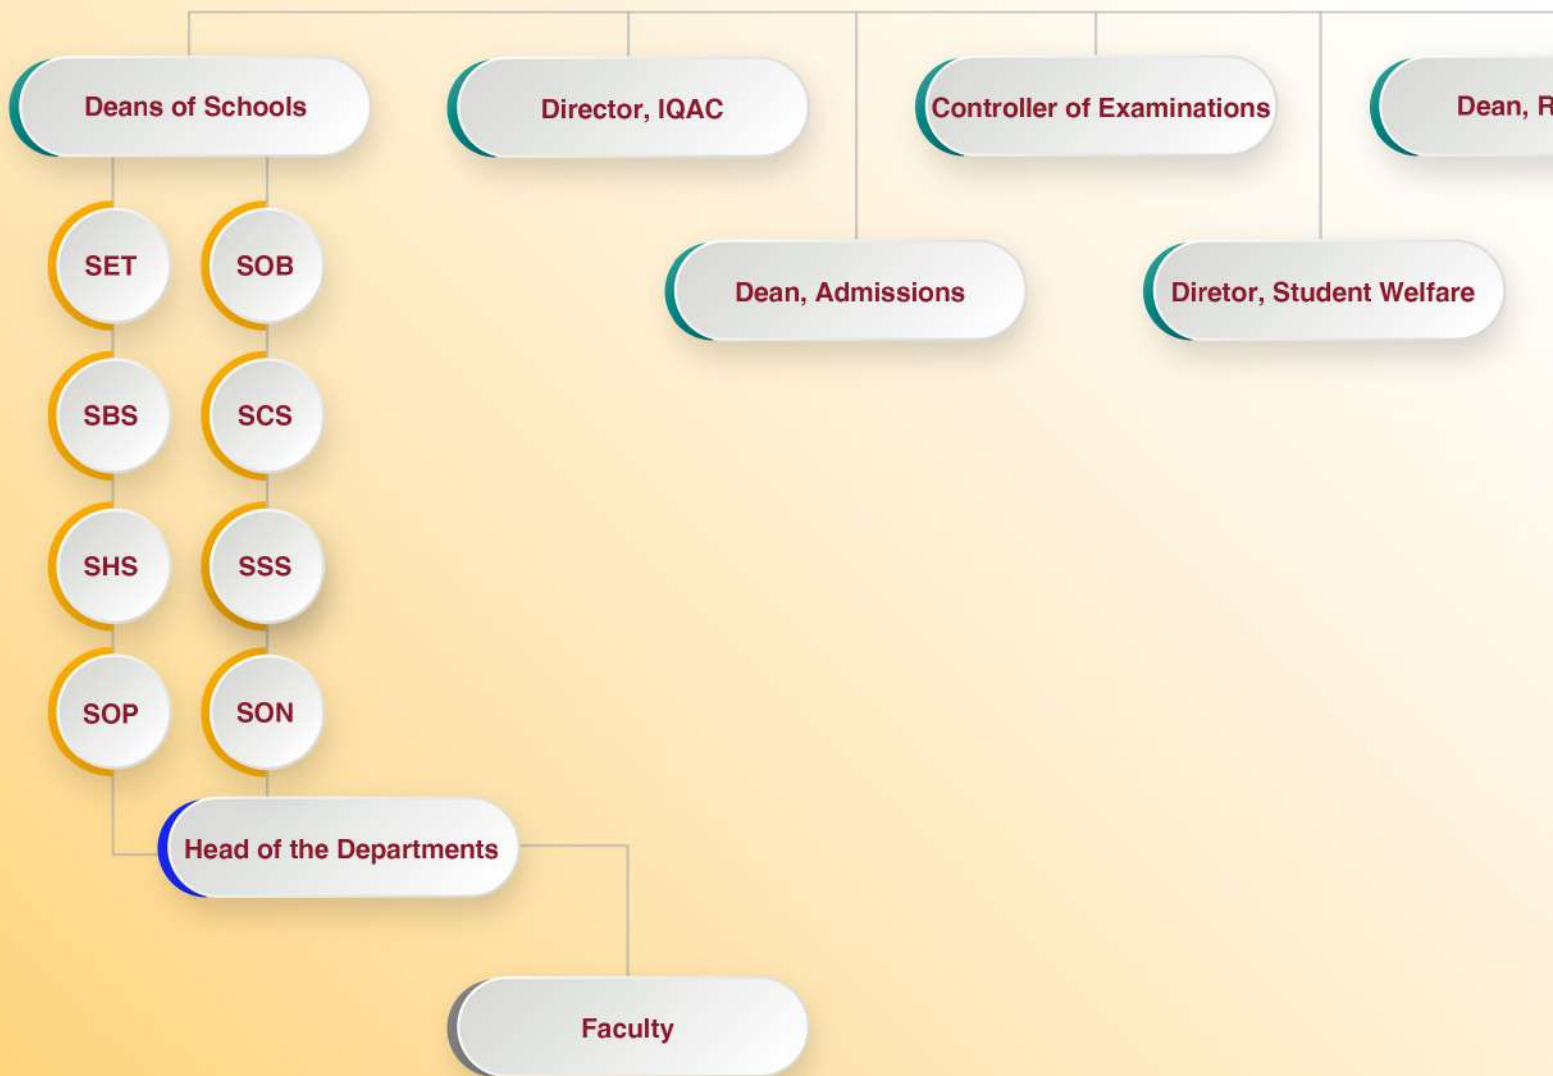 Deans of Schools
Director, IQAC
Controller of Examinations
Dean,
Dean, Admissions
Diretor, Student Welfare
SET
SOB
SBS
SCS
SHS
SSS
SOP
SON
Head of the Departments
Faculty